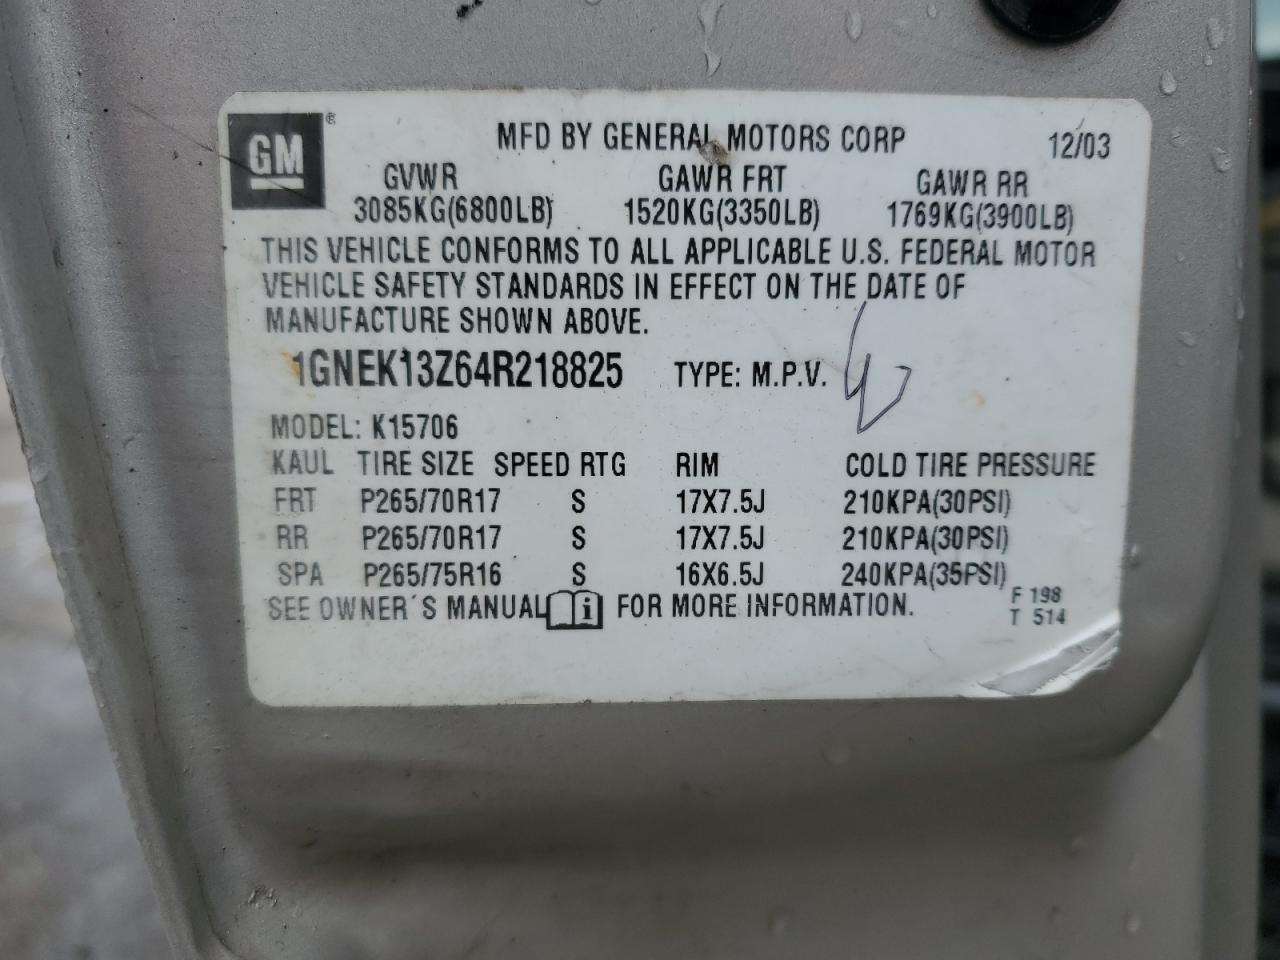 GM®
MFD BY GENERAL MOTORS CORP 12/03
GVWR GAWR FRT GAWR RR
3085KG(6800LB) 1520KG(3350LB) 1769KG(3900LB)
THIS VEHICLE CONFORMS TO ALL APPLICABLE U.S. FEDERAL MOTOR
VEHICLE SAFETY STANDARDS IN EFFECT ON THE DATE OF
MANUFACTURE SHOWN ABOVE.
1GNEK13Z64R218825 TYPE: M.P.V.
MODEL: K15706
KAUL TIRE SIZE SPEED RTG RIM COLD TIRE PRESSURE
FRT P265/70R17 S 17X7.5J 210KPA(30PSI)
RR P265/70R17 S 17X7.5J 210KPA(30PSI)
SPA P265/75R16 S 16X6.5J 240KPA(35PSI)
SEE OWNER´S MANUAL i FOR MORE INFORMATION.
F 198
T 514